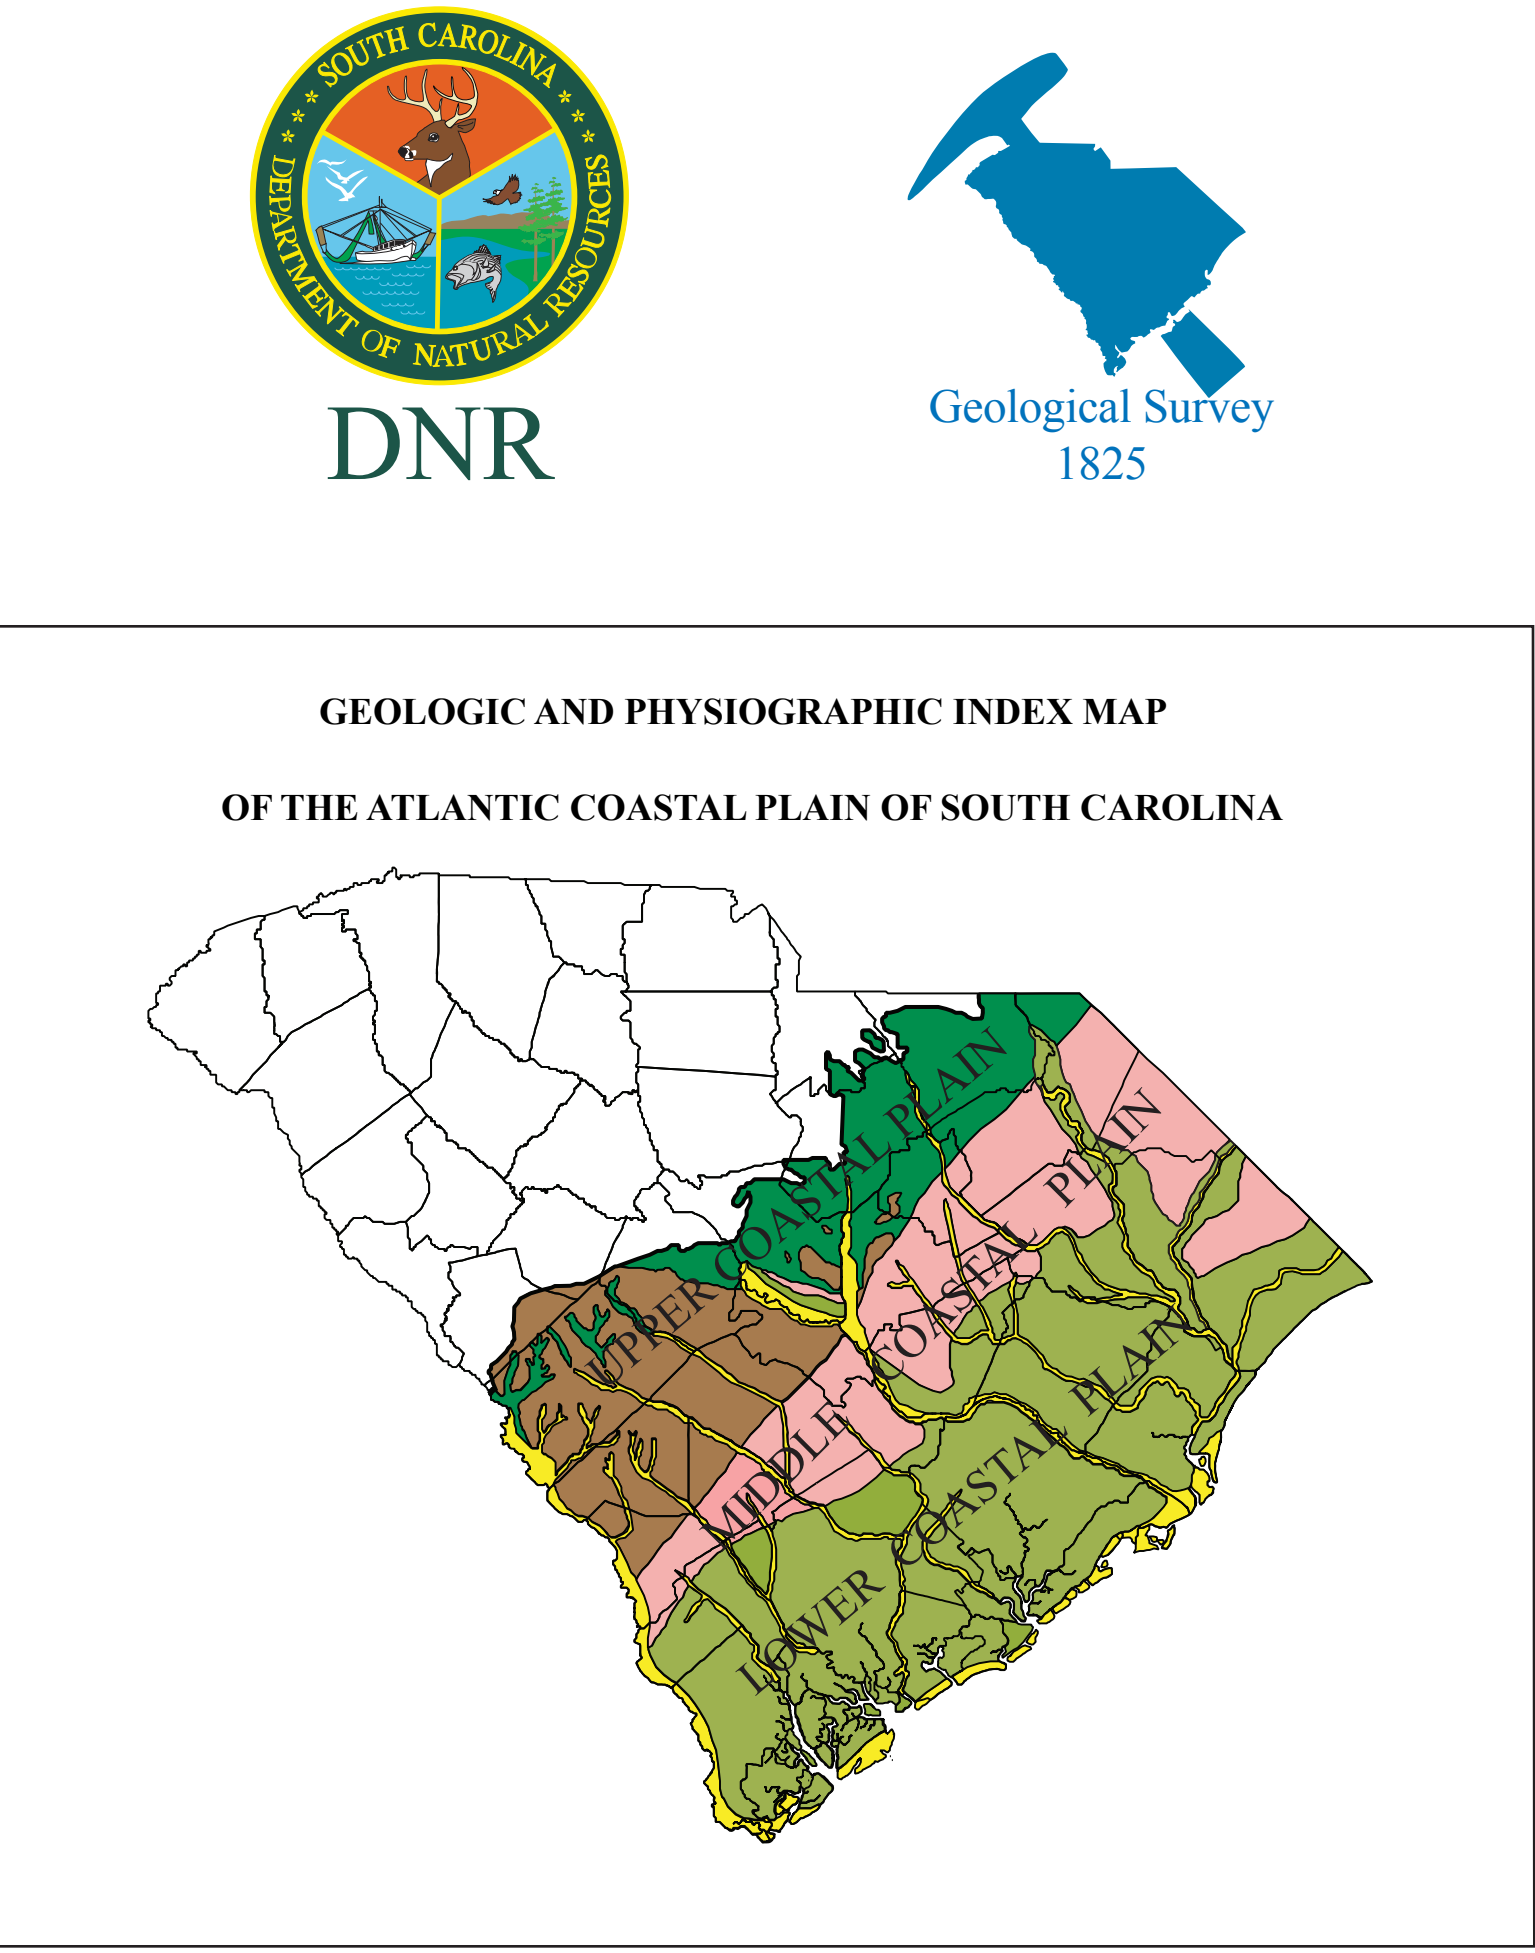 SOUTH CAROLINA
DEPARTMENT OF NATURAL RESOURCES
DNR
Geological Survey
1825
GEOLOGIC AND PHYSIOGRAPHIC INDEX MAP
OF THE ATLANTIC COASTAL PLAIN OF SOUTH CAROLINA
UPPER COASTAL PLAIN
MIDDLE COASTAL PLAIN
LOWER COASTAL PLAIN